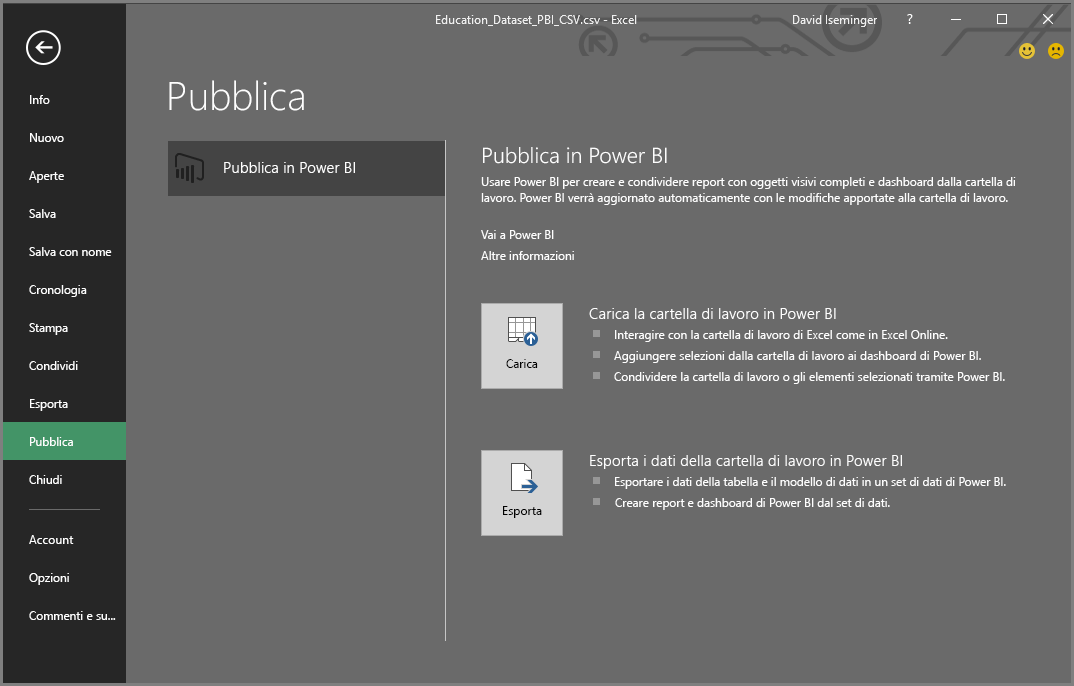 Education_Dataset_PBI_CSV.csv - Excel
David Iseminger
?
Info
Nuovo
Aperte
Salva
Salva con nome
Cronologia
Stampa
Condividi
Esporta
Pubblica
Chiudi
Account
Opzioni
Commenti e su...
Pubblica
Pubblica in Power BI
Pubblica in Power BI
Usare Power BI per creare e condividere report con oggetti visivi completi e dashboard dalla cartella di
lavoro. Power BI verrà aggiornato automaticamente con le modifiche apportate alla cartella di lavoro.
Vai a Power BI
Altre informazioni
Carica
Carica la cartella di lavoro in Power BI
Interagire con la cartella di lavoro di Excel come in Excel Online.
Aggiungere selezioni dalla cartella di lavoro ai dashboard di Power BI.
Condividere la cartella di lavoro o gli elementi selezionati tramite Power BI.
Esporta
Esporta i dati della cartella di lavoro in Power BI
Esportare i dati della tabella e il modello di dati in un set di dati di Power BI.
Creare report e dashboard di Power BI dal set di dati.